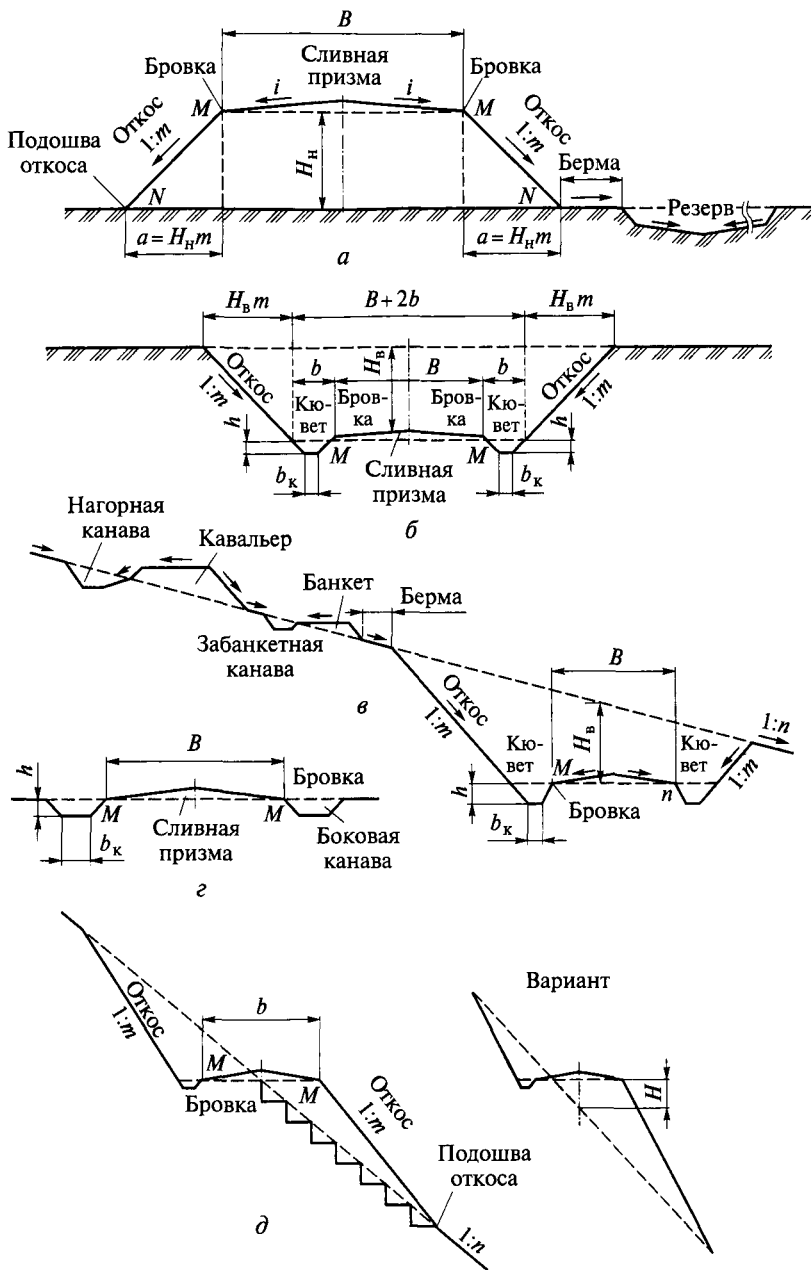 B
Сливная
призма
Бровка
Бровка
i
i
M
M
Откос
1:m
Откос
1:m
Подошва
откоса
Hн
Берма
N
N
Резерв
a = Hнm
a = Hнm
а
Hвm
B + 2b
Hвm
Откос
1:m
Hв
Откос
1:m
b
B
b
Кю-
вет
Бров-
ка
Бров-
ка
Кю-
вет
h
h
M
M
Сливная
призма
bк
bк
б
Нагорная
канава
Кавальер
Банкет
Берма
Забанкетная
канава
Откос
1:m
B
Hв
1:n
1:m
Кю-
вет
Кю-
вет
M
n
h
Бровка
bк
в
B
h
Бровка
M
M
Сливная
призма
Боковая
канава
bк
г
Откос
1:m
b
M
M
Бровка
Откос
1:m
Подошва
откоса
1:n
Вариант
H
д